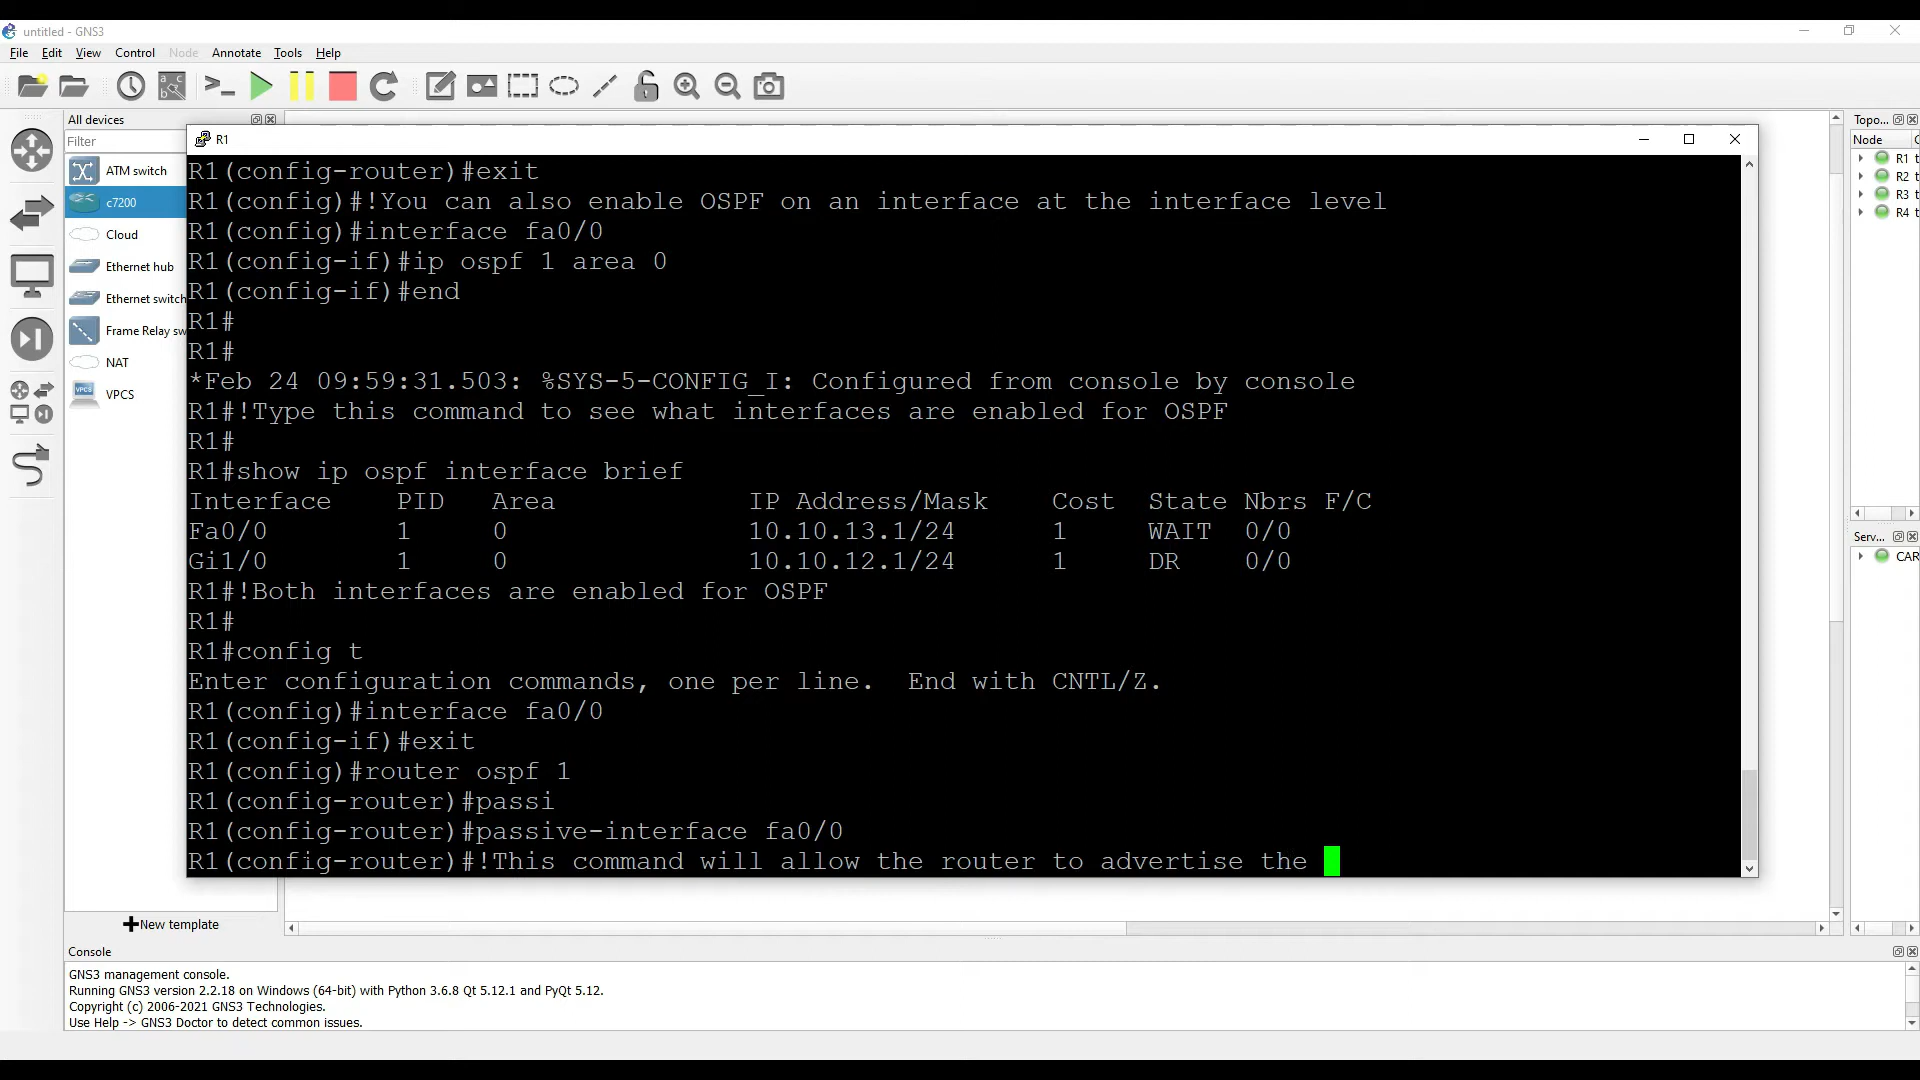 untitled - GNS3
File Edit View Control Node Annotate Tools Help
All devices
Filter
ATM switch
c7200
Cloud
Ethernet hub
Ethernet switch
Frame Relay sw
NAT
VPCS
New template
R1
R1(config-router)#exit
R1(config)#!You can also enable OSPF on an interface at the interface level
R1(config)#interface fa0/0
R1(config-if)#ip ospf 1 area 0
R1(config-if)#end
R1#
R1#
*Feb 24 09:59:31.503: %SYS-5-CONFIG_I: Configured from console by console
R1#!Type this command to see what interfaces are enabled for OSPF
R1#
R1#show ip ospf interface brief
Interface PID Area IP Address/Mask Cost State Nbrs F/C
Fa0/0 1 0 10.10.13.1/24 1 WAIT 0/0
Gi1/0 1 0 10.10.12.1/24 1 DR 0/0
R1#!Both interfaces are enabled for OSPF
R1#
R1#config t
Enter configuration commands, one per line. End with CNTL/Z.
R1(config)#interface fa0/0
R1(config-if)#exit
R1(config)#router ospf 1
R1(config-router)#passi
R1(config-router)#passive-interface fa0/0
R1(config-router)#!This command will allow the router to advertise the
Topo...
Node C
R1 t
R2 t
R3 t
R4 t
Serv...
CAR
Console
GNS3 management console.
Running GNS3 version 2.2.18 on Windows (64-bit) with Python 3.6.8 Qt 5.12.1 and PyQt 5.12.
Copyright (c) 2006-2021 GNS3 Technologies.
Use Help -> GNS3 Doctor to detect common issues.